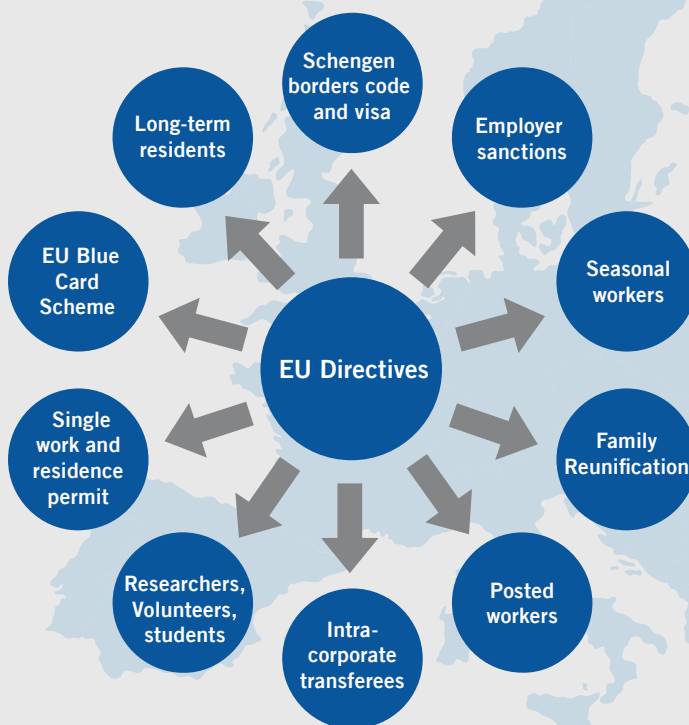 Schengen
borders code
and visa
Employer
sanctions
Seasonal
workers
Family
Reunification
Posted
workers
Intra-
corporate
transferees
Researchers,
Volunteers,
students
Single
work and
residence
permit
EU Blue
Card
Scheme
Long-term
residents
EU Directives